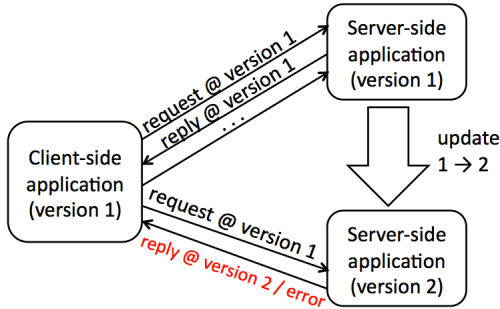 Server-side
application
(version 1)
request @ version 1
reply @ version 1
...
Client-side
application
(version 1)
update
1 → 2
request @ version 1
reply @ version 2 / error
Server-side
application
(version 2)